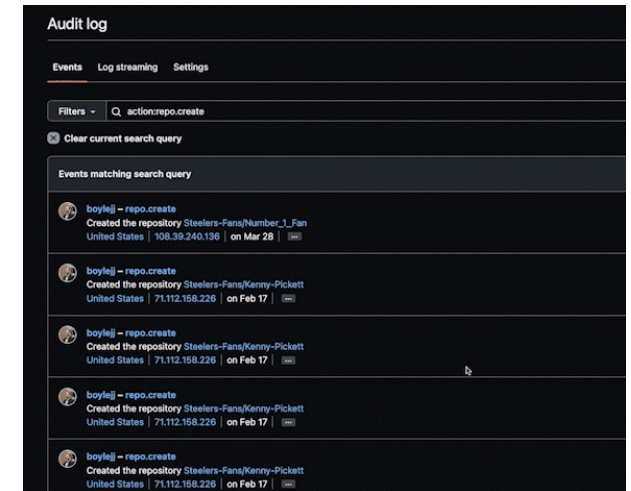 Audit log
Events Log streaming Settings
Filters action:repo.create
Clear current search query
Events matching search query
boylejj – repo.create
Created the repository Steelers-Fans/Number_1_Fan
United States | 108.39.240.136 | on Mar 28 | ...
boylejj – repo.create
Created the repository Steelers-Fans/Kenny-Pickett
United States | 71.112.158.226 | on Feb 17 | ...
boylejj – repo.create
Created the repository Steelers-Fans/Kenny-Pickett
United States | 71.112.158.226 | on Feb 17 | ...
boylejj – repo.create
Created the repository Steelers-Fans/Kenny-Pickett
United States | 71.112.158.226 | on Feb 17 | ...
boylejj – repo.create
Created the repository Steelers-Fans/Kenny-Pickett
United States | 71.112.158.226 | on Feb 17 | ...